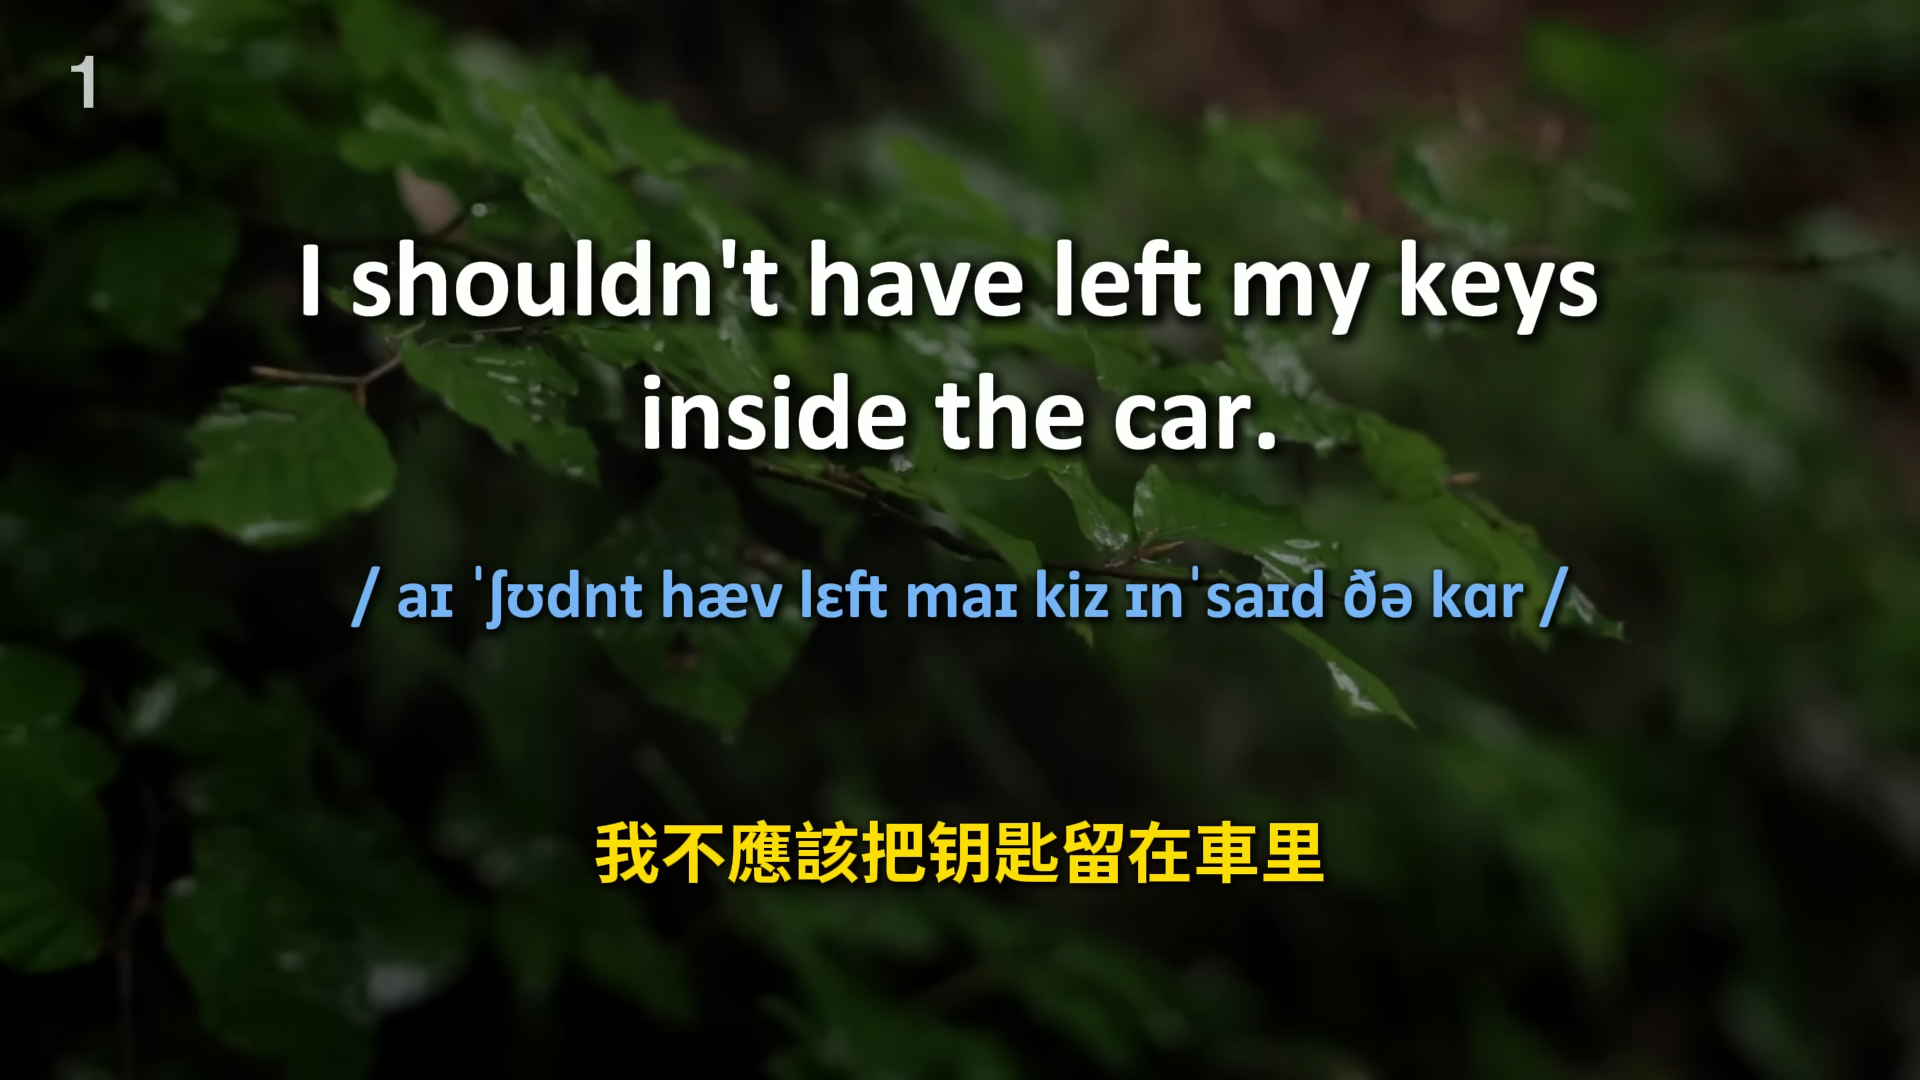 1
I shouldn't have left my keys
inside the car.
/ aɪ ˈʃʊdnt hæv lɛft maɪ kiz ɪnˈsaɪd ðə kɑr /
我不應該把钥匙留在車里